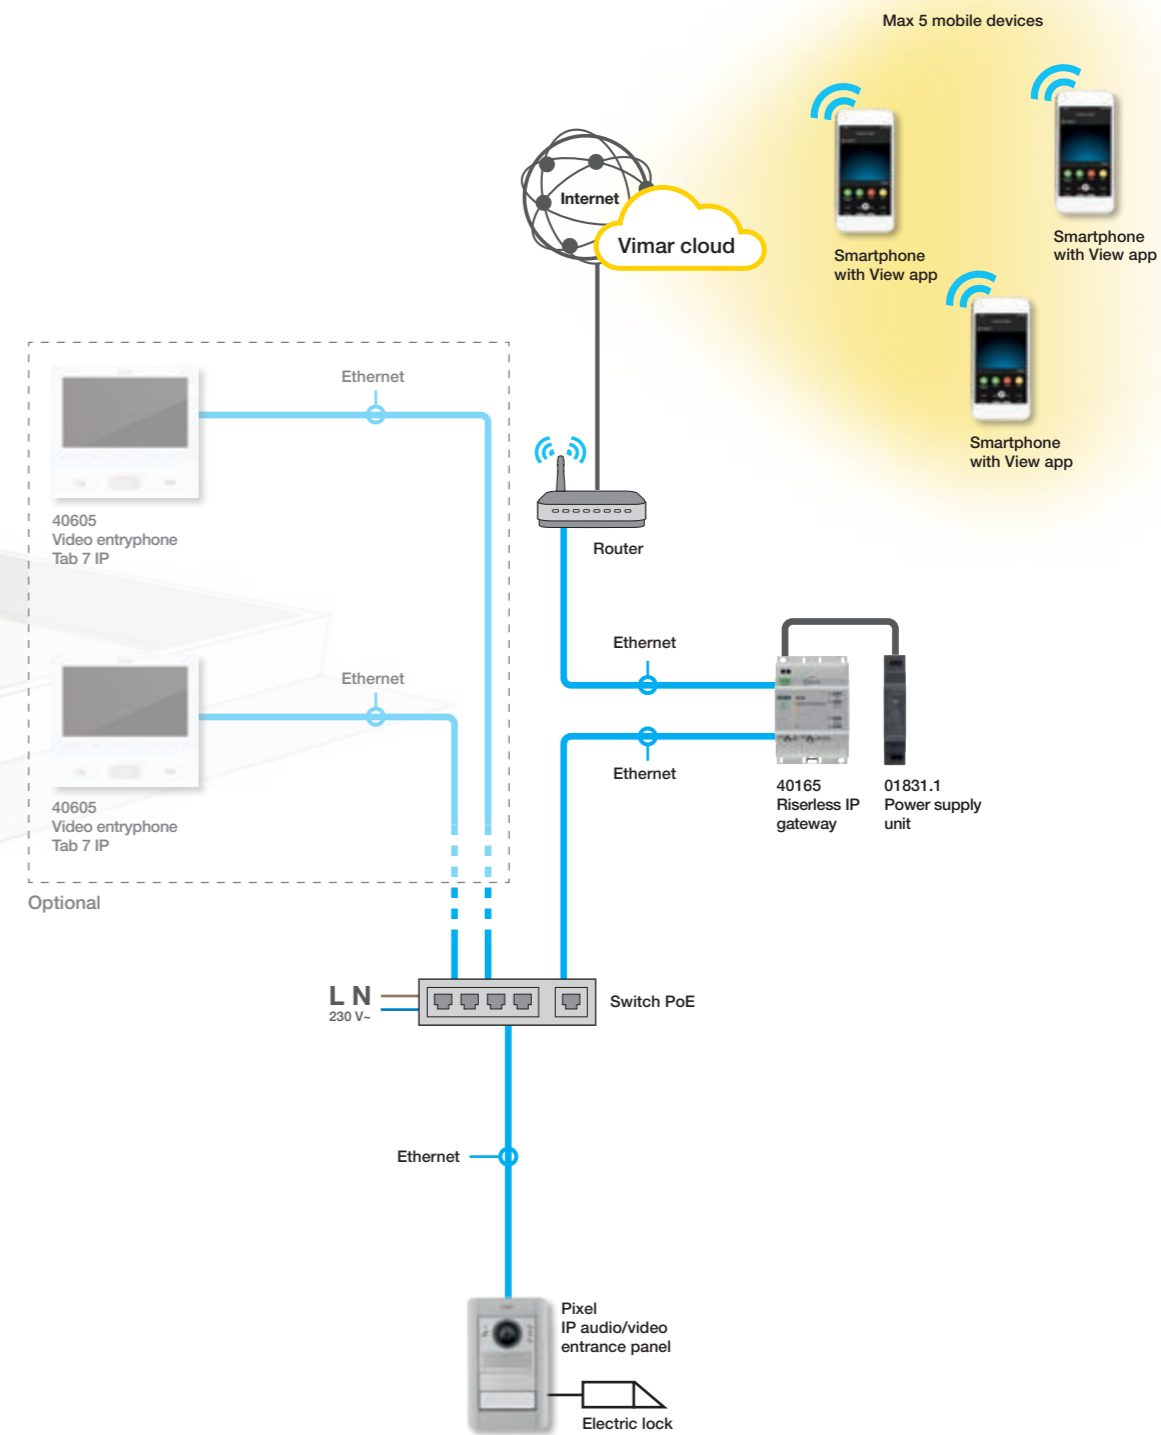 Max 5 mobile devices
Internet
Vimar cloud
Smartphone
with View app
Smartphone
with View app
Smartphone
with View app
Ethernet
40605
Video entryphone
Tab 7 IP
Router
Ethernet
Ethernet
40605
Video entryphone
Tab 7 IP
Ethernet
40165
Riserless IP
gateway
01831.1
Power supply
unit
Optional
L N
230 V~
Switch PoE
Ethernet
Pixel
IP audio/video
entrance panel
Electric lock